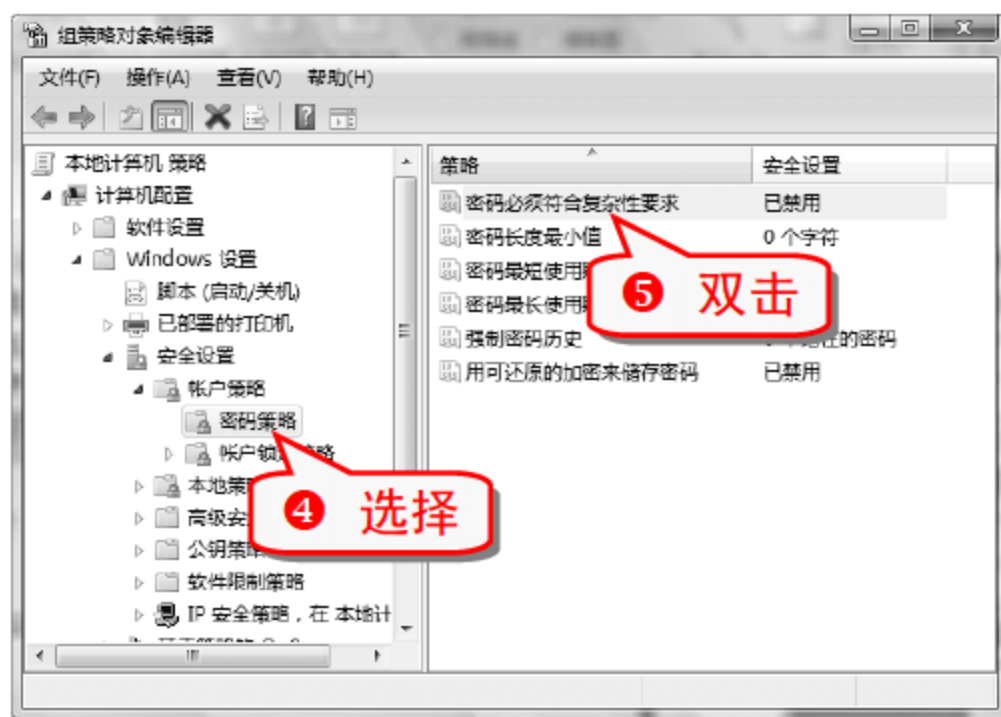 组策略对象编辑器
文件(F) 操作(A) 查看(V) 帮助(H)
本地计算机 策略
计算机配置
软件设置
Windows 设置
脚本 (启动/关机)
已部署的打印机
安全设置
帐户策略
密码策略
帐户锁 略
本地策
高级安
公钥策
软件限制策略
IP 安全策略，在 本地计
❹ 选择
策略 安全设置
密码必须符合复杂性要求 已禁用
密码长度最小值 0 个字符
密码最短使用
密码最长使用
强制密码历史 的密码
用可还原的加密来储存密码 已禁用
❺ 双击